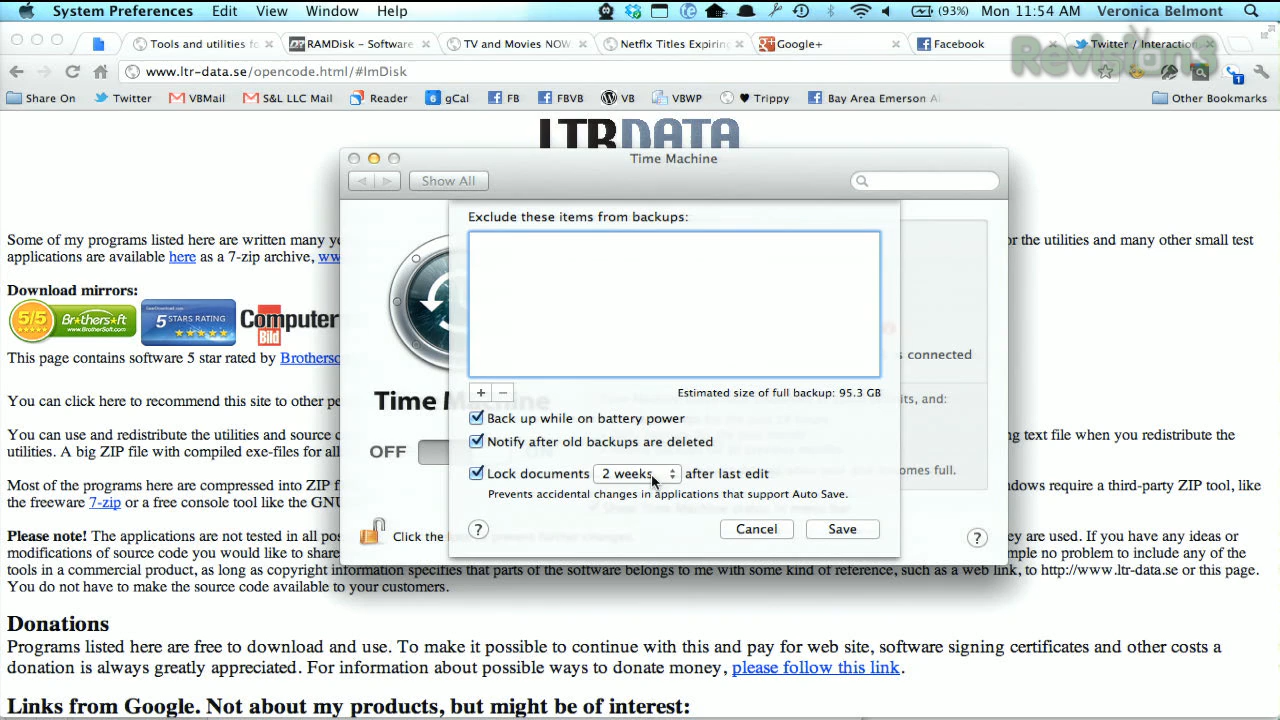 System Preferences Edit View Window Help (93%) Mon 11:54 AM Veronica Belmont
Tools and utilities fo RAMDisk - Software TV and Movies NOW Netflx Titles Expiring Google+ Facebook Twitter / Interaction
Revision3
www.ltr-data.se/opencode.html/#ImDisk
Share On Twitter VBMail S&L LLC Mail Reader gCal FB FBVB VB VBWP ♥ Trippy Bay Area Emerson Al Other Bookmarks
LTRDATA
Time Machine
Show All
Exclude these items from backups:
Some of my programs listed here are written many ye or the utilities and many other small test
applications are available here as a 7-zip archive, ww
Download mirrors:
5/5 Brothersoft www.BrotherSoft.com 5 STARS RATING Computer Bild
This page contains software 5 star rated by Brotherso s connected
Estimated size of full backup: 95.3 GB
You can click here to recommend this site to other pe Time M its, and:
Back up while on battery power
You can use and redistribute the utilities and source c Notify after old backups are deleted ng text file when you redistribute the
utilities. A big ZIP file with compiled exe-files for all OFF
Lock documents 2 weeks after last edit omes full.
Most of the programs here are compressed into ZIP f ndows require a third-party ZIP tool, like
the freeware 7-zip or a free console tool like the GNU Prevents accidental changes in applications that support Auto Save.
? Cancel Save
Please note! The applications are not tested in all pos Click the ? ey are used. If you have any ideas or
modifications of source code you would like to share mple no problem to include any of the
tools in a commercial product, as long as copyright information specifies that parts of the software belongs to me with some kind of reference, such as a web link, to http://www.ltr-data.se or this page.
You do not have to make the source code available to your customers.
Donations
Programs listed here are free to download and use. To make it possible to continue with this and pay for web site, software signing certificates and other costs a
donation is always greatly appreciated. For information about possible ways to donate money, please follow this link.
Links from Google. Not about my products, but might be of interest: